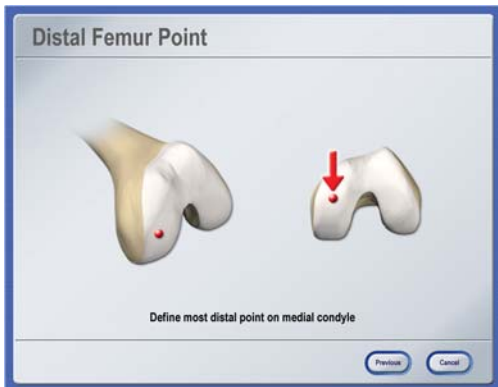 Distal Femur Point
Define most distal point on medial condyle
Previous
Cancel